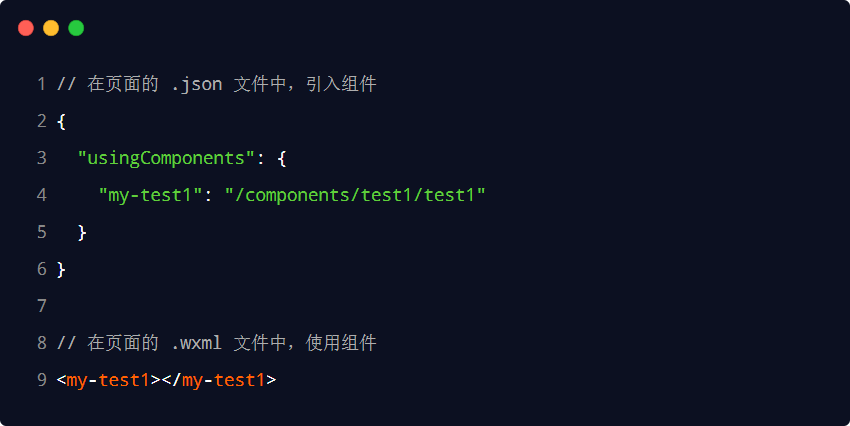 1 // 在页面的 .json 文件中，引入组件
2 {
3   "usingComponents": {
4     "my-test1": "/components/test1/test1"
5   }
6 }
7
8 // 在页面的 .wxml 文件中，使用组件
9 <my-test1></my-test1>